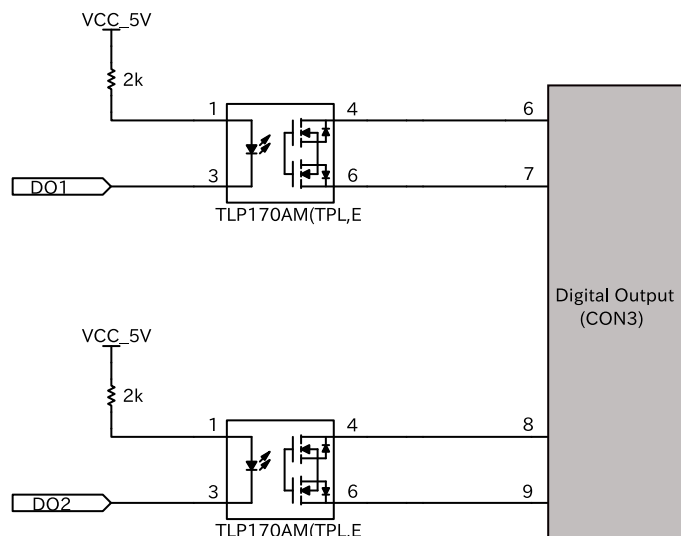 VCC_5V
2k
1
4
6
3
6
7
DO1
TLP170AM(TPL,E
Digital Output
(CON3)
VCC_5V
2k
1
4
8
3
6
9
DO2
TLP170AM(TPL,E